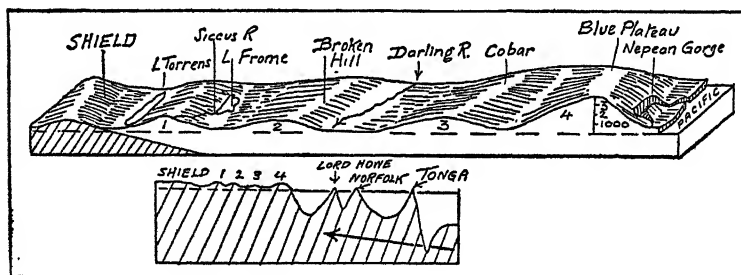 SHIELD
L Torrens
Siccus R
L Frome
Broken
Hill
Darling R.
Cobar
Blue Plateau
Nepean Gorge
PACIFIC
1
2
3
4
1000
SHIELD 1 2 3 4
LORD HOWE
NORFOLK
TONGA